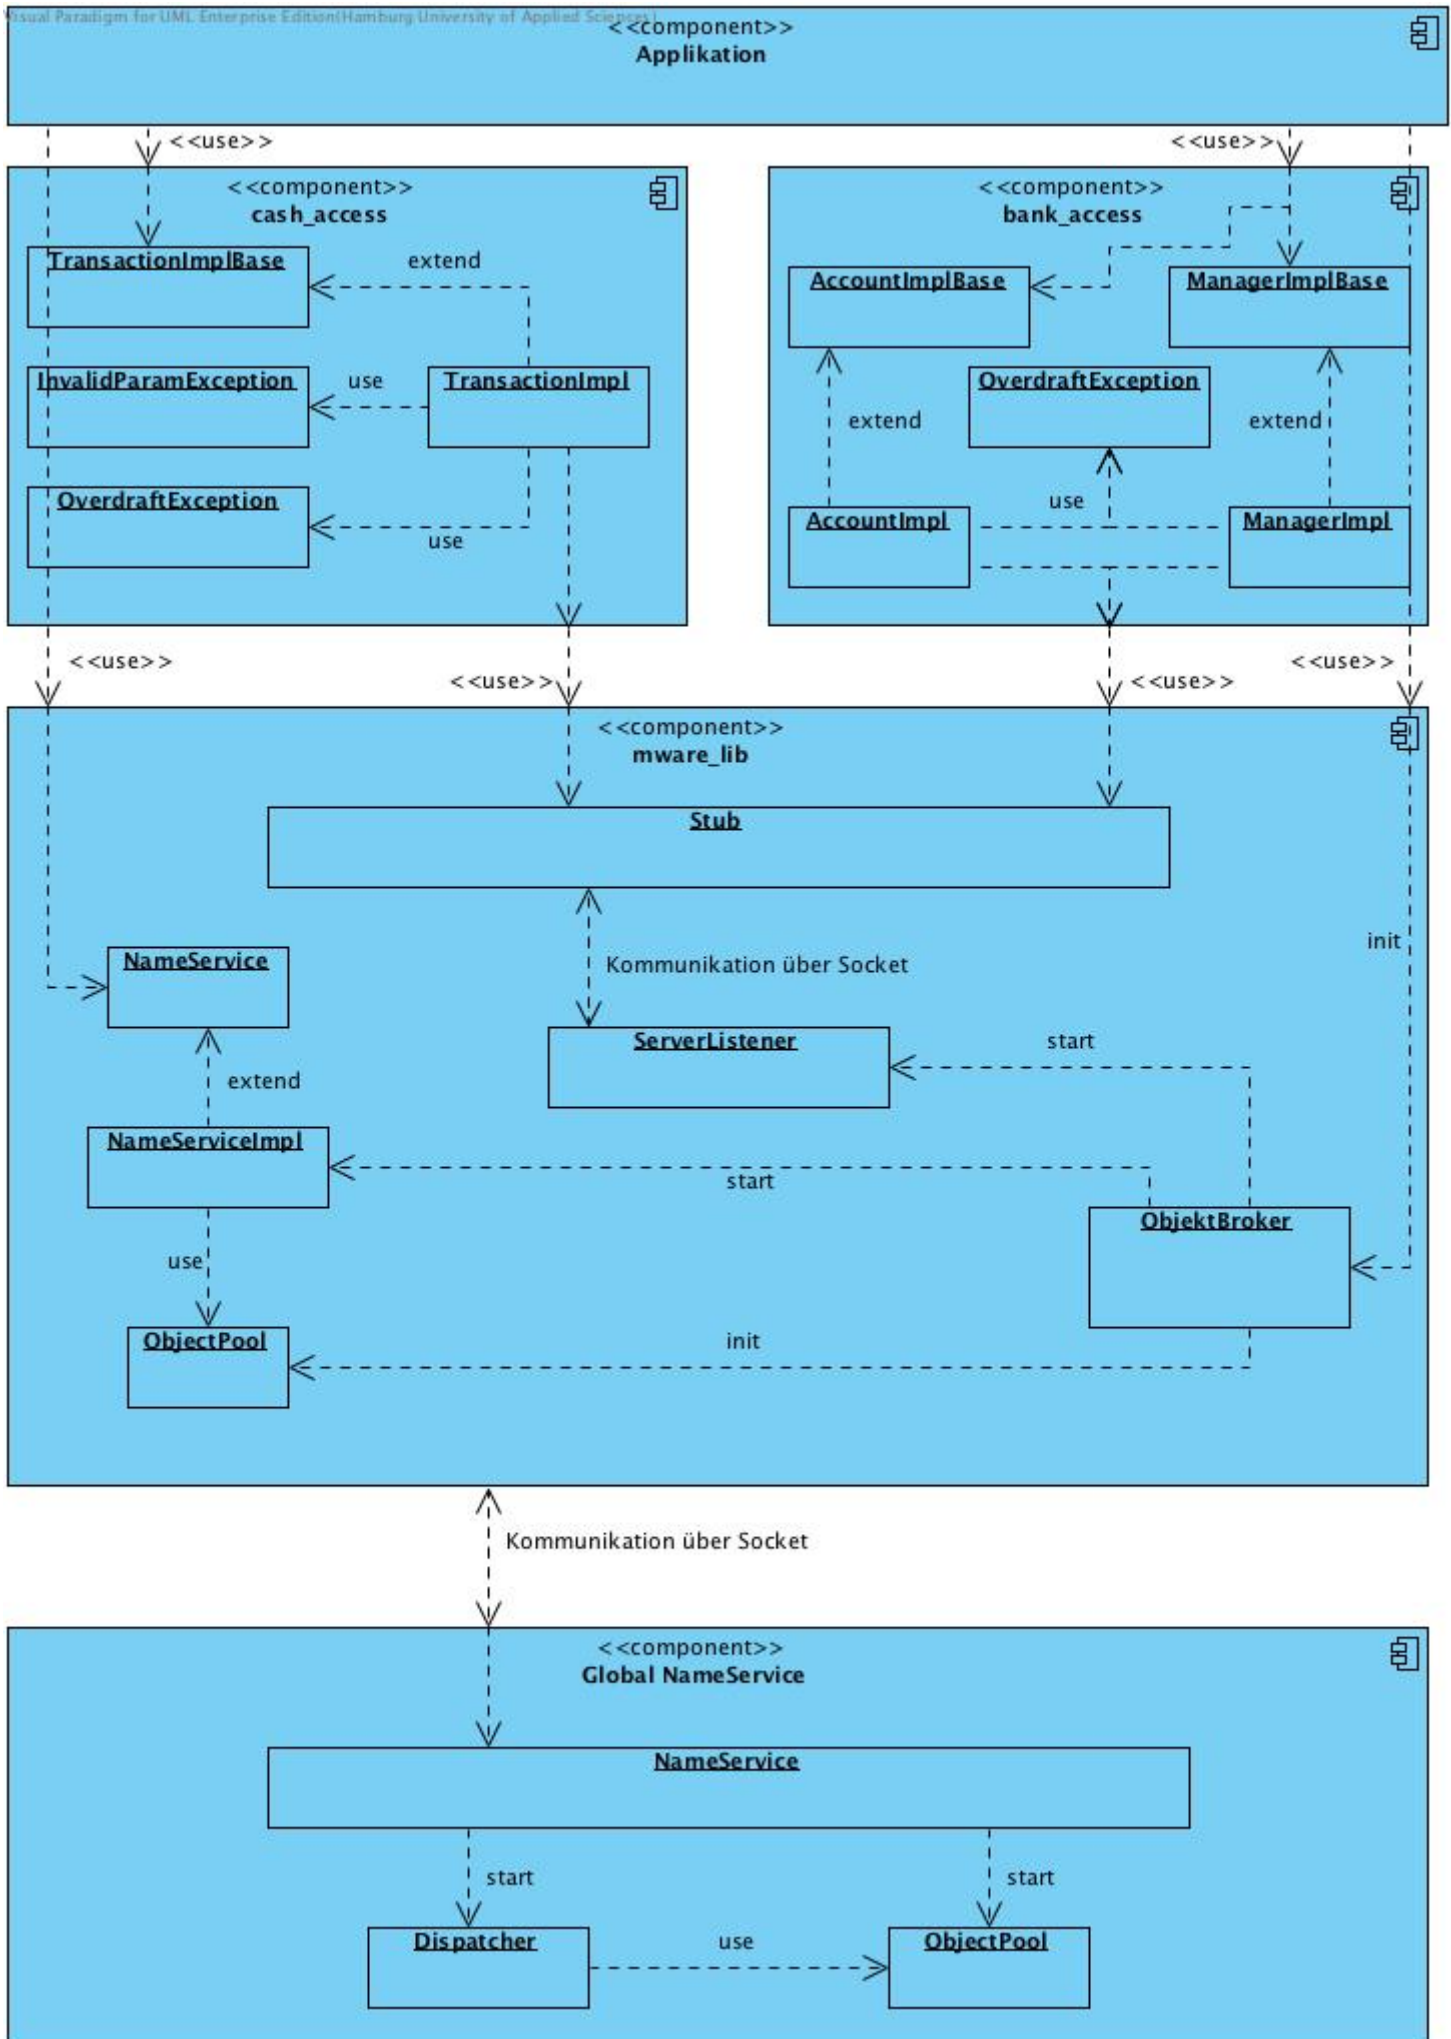 Visual Paradigm for UML Enterprise Edition(Hamburg University of Applied Sciences)
<<component>>
Applikation
<<use>>
<<use>>
<<component>>
cash_access
TransactionImplBase
extend
InvalidParamException
use
TransactionImpl
OverdraftException
use
<<component>>
bank_access
AccountImplBase
ManagerImplBase
OverdraftException
extend
extend
use
AccountImpl
ManagerImpl
<<use>>
<<use>>
<<use>>
<<use>>
<<component>>
mware_lib
Stub
init
NameService
Kommunikation über Socket
ServerListener
start
extend
NameServiceImpl
start
ObjektBroker
use
ObjectPool
init
Kommunikation über Socket
<<component>>
Global NameService
NameService
start
start
Dispatcher
use
ObjectPool